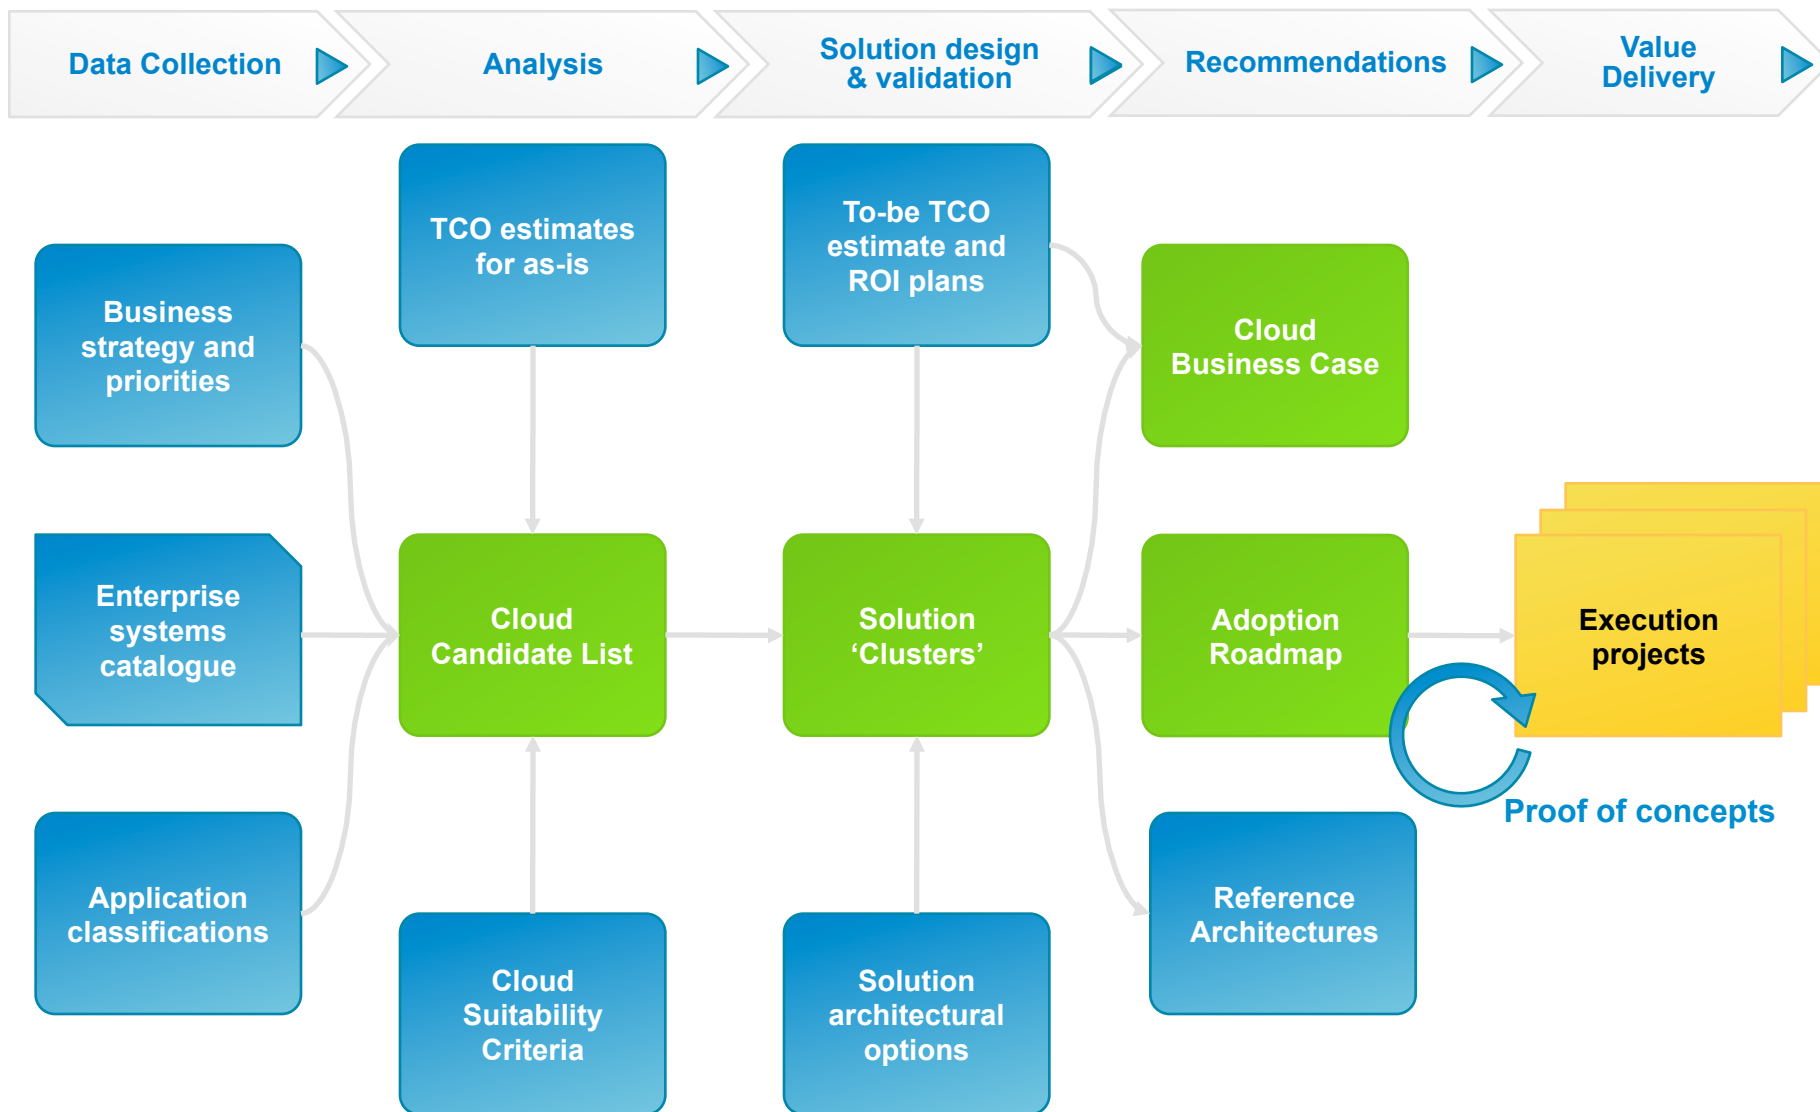 Data Collection
Analysis
Solution design
& validation
Recommendations
Value
Delivery
TCO estimates
for as-is
To-be TCO
estimate and
ROI plans
Business
strategy and
priorities
Cloud
Business Case
Enterprise
systems
catalogue
Cloud
Candidate List
Solution
‘Clusters’
Adoption
Roadmap
Execution
projects
Proof of concepts
Application
classifications
Cloud
Suitability
Criteria
Solution
architectural
options
Reference
Architectures